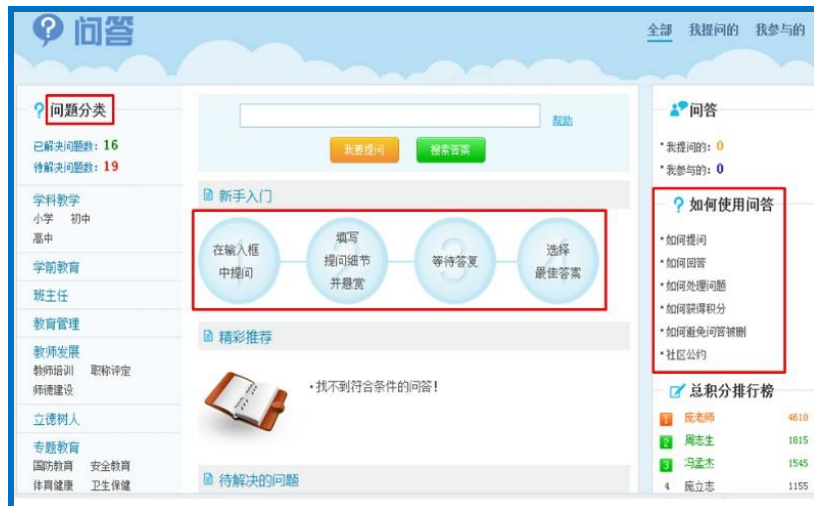 问答
全部 我提问的 我参与的
问题分类
已解决问题数：16
待解决问题数：19
学科教学
小学 初中
高中
学前教育
班主任
教育管理
教师发展
教师培训 职称评定
师德建设
立德树人
专题教育
国防教育 安全教育
体育健康 卫生保健
帮助
我要提问 搜索答案
新手入门
1
在输入框
中提问
2
填写
提问细节
并悬赏
3
等待答复
4
选择
最佳答案
精彩推荐
·找不到符合条件的问答！
待解决的问题
问答
·我提问的：0
·我参与的：0
如何使用问答
·如何提问
·如何回答
·如何处理问题
·如何获得积分
·如何避免问答被删
·社区公约
总积分排行榜
1 庞老师 4610
2 周志生 1815
3 冯孟杰 1545
4 庞立志 1155